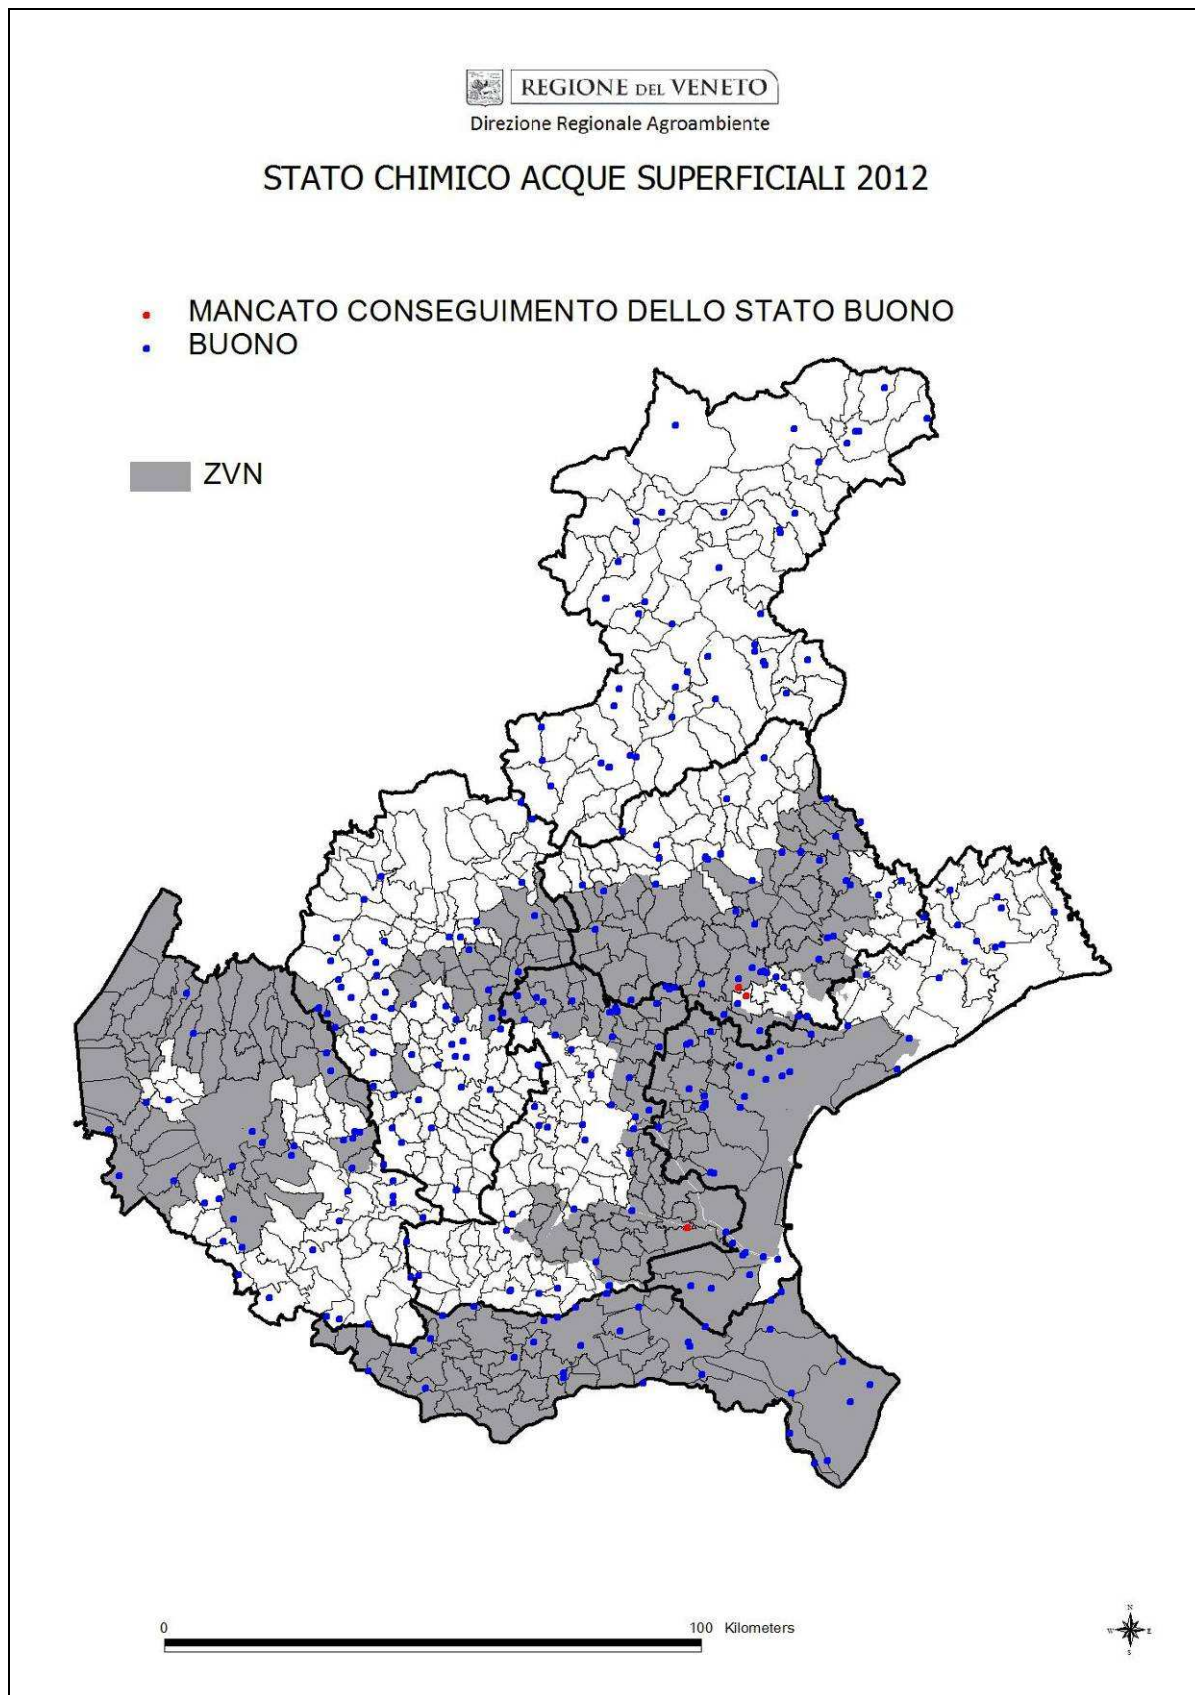 REGIONE DEL VENETO
Direzione Regionale Agroambiente
STATO CHIMICO ACQUE SUPERFICIALI 2012
MANCATO CONSEGUIMENTO DELLO STATO BUONO
BUONO
ZVN
0 100 Kilometers
N
W E
S